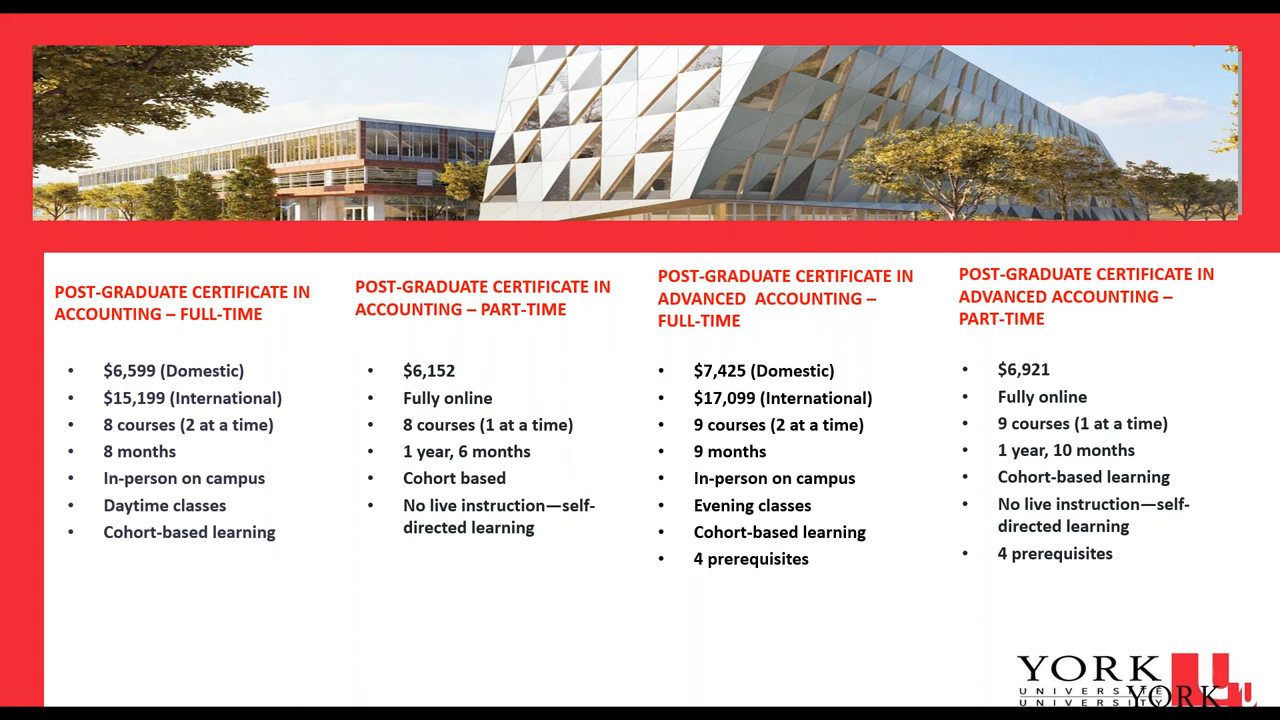 POST-GRADUATE CERTIFICATE IN
ACCOUNTING – FULL-TIME
• $6,599 (Domestic)
• $15,199 (International)
• 8 courses (2 at a time)
• 8 months
• In-person on campus
• Daytime classes
• Cohort-based learning
POST-GRADUATE CERTIFICATE IN
ACCOUNTING – PART-TIME
• $6,152
• Fully online
• 8 courses (1 at a time)
• 1 year, 6 months
• Cohort based
• No live instruction—self-
directed learning
POST-GRADUATE CERTIFICATE IN
ADVANCED ACCOUNTING –
FULL-TIME
• $7,425 (Domestic)
• $17,099 (International)
• 9 courses (2 at a time)
• 9 months
• In-person on campus
• Evening classes
• Cohort-based learning
• 4 prerequisites
POST-GRADUATE CERTIFICATE IN
ADVANCED ACCOUNTING –
PART-TIME
• $6,921
• Fully online
• 9 courses (1 at a time)
• 1 year, 10 months
• Cohort-based learning
• No live instruction—self-
directed learning
• 4 prerequisites
YORK
UNIVERSITÉ
UNIVERSITY
YORK